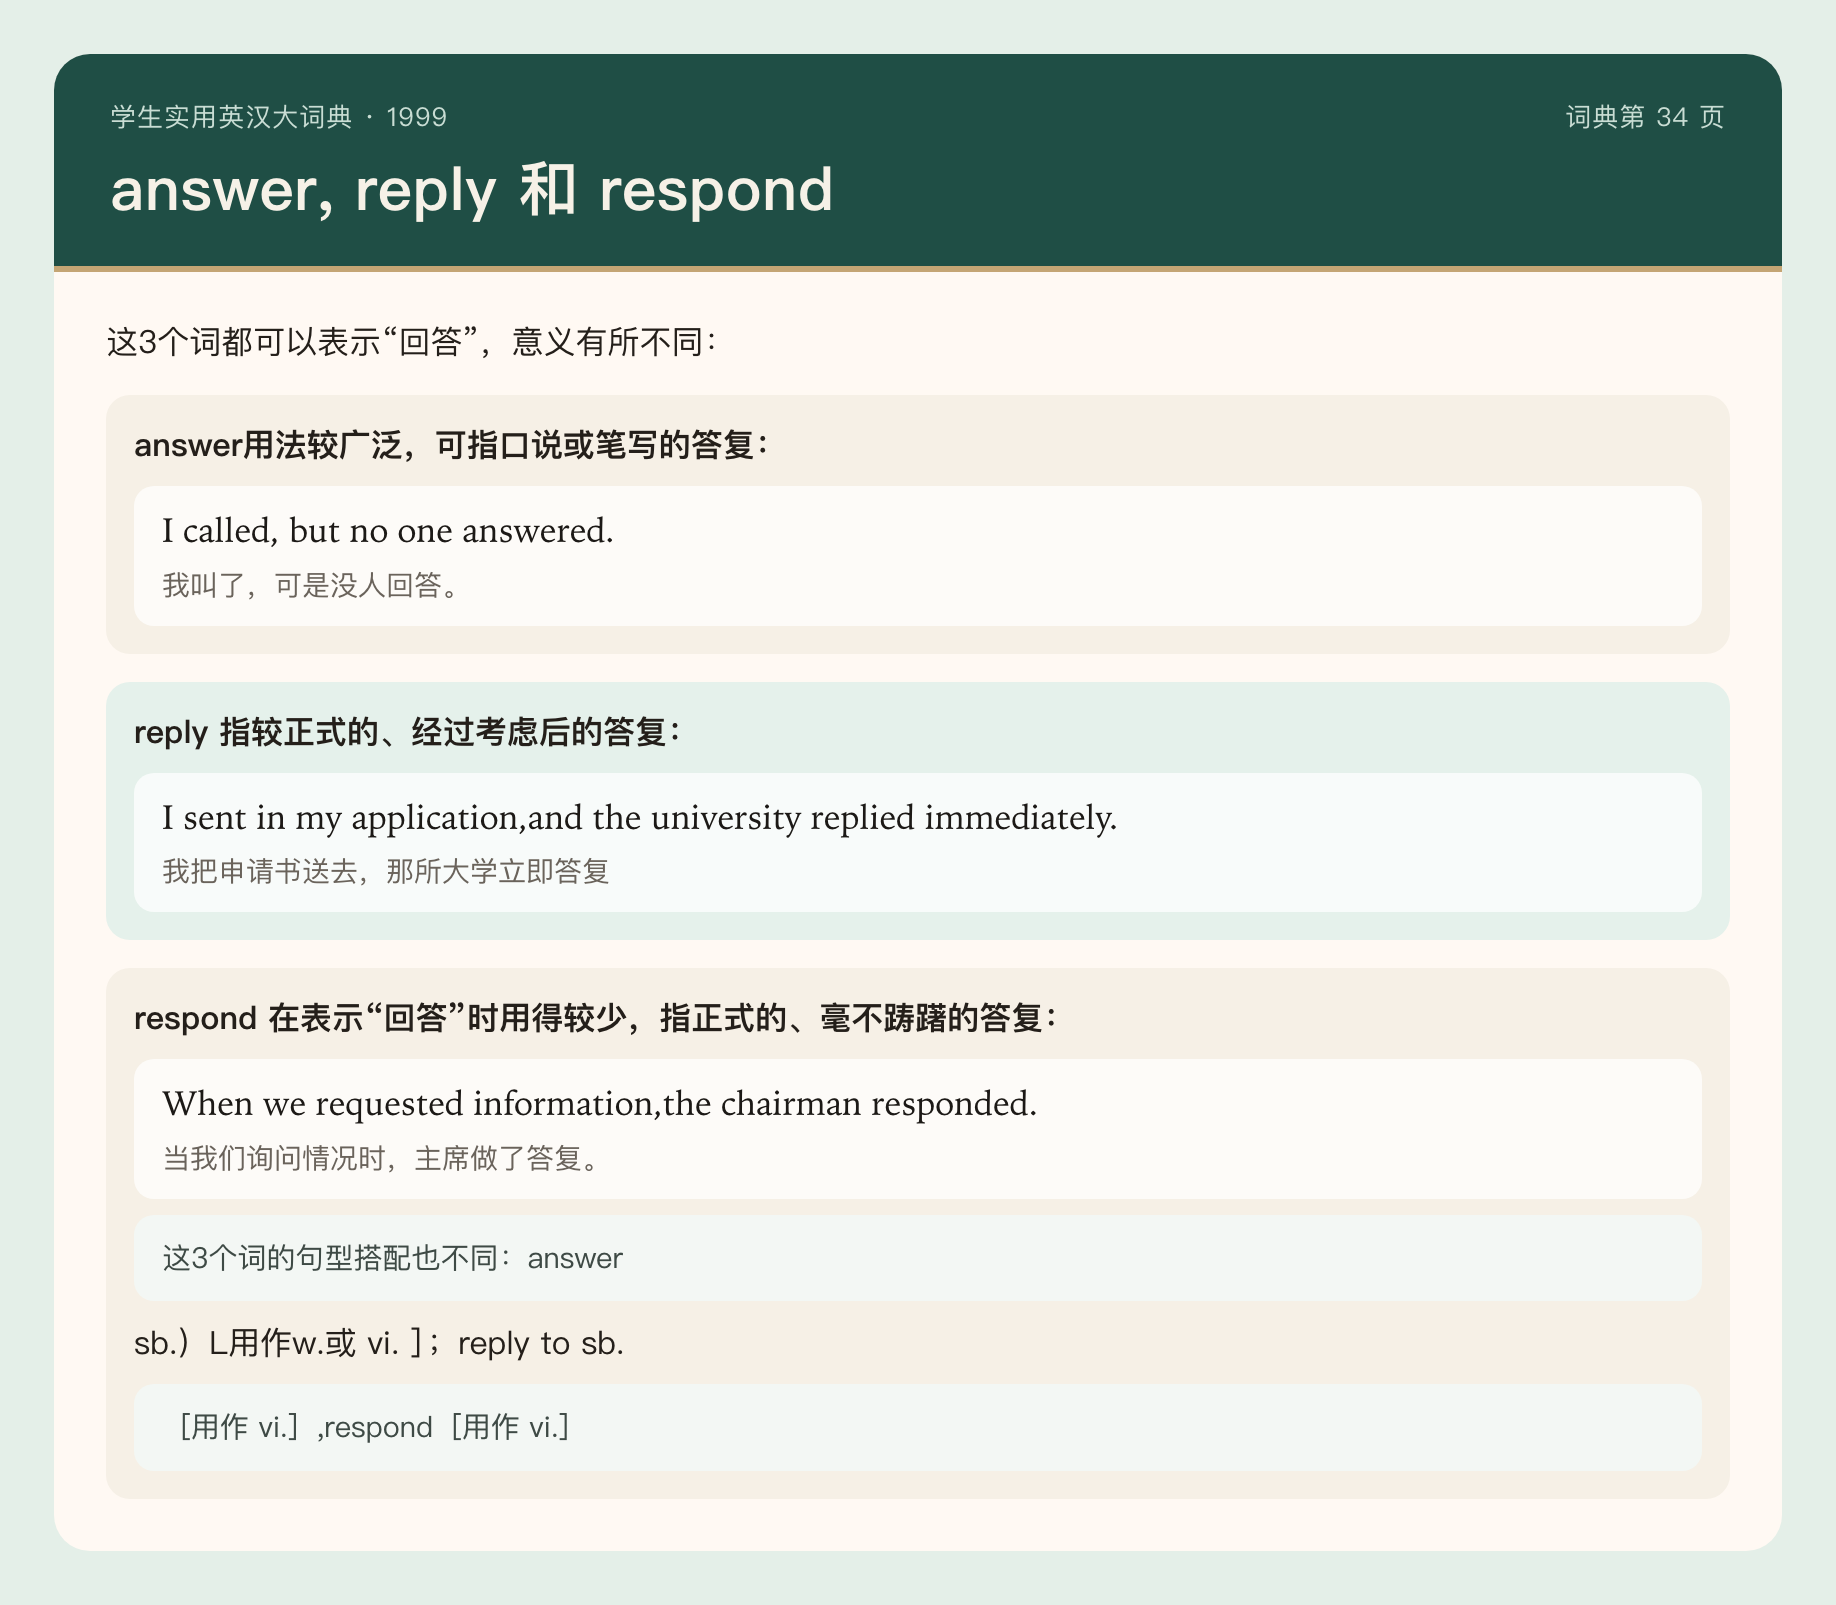 学生实用英汉大词典 · 1999
词典第 34 页
answer, reply 和 respond
这3个词都可以表示“回答”，意义有所不同：
answer用法较广泛，可指口说或笔写的答复：
I called, but no one answered.
我叫了，可是没人回答。
reply 指较正式的、经过考虑后的答复：
I sent in my application,and the university replied immediately.
我把申请书送去，那所大学立即答复
respond 在表示“回答”时用得较少，指正式的、毫不踌躇的答复：
When we requested information,the chairman responded.
当我们询问情况时，主席做了答复。
这3个词的句型搭配也不同：answer
sb.）L用作w.或 vi. ]；reply to sb.
［用作 vi.］,respond［用作 vi.］